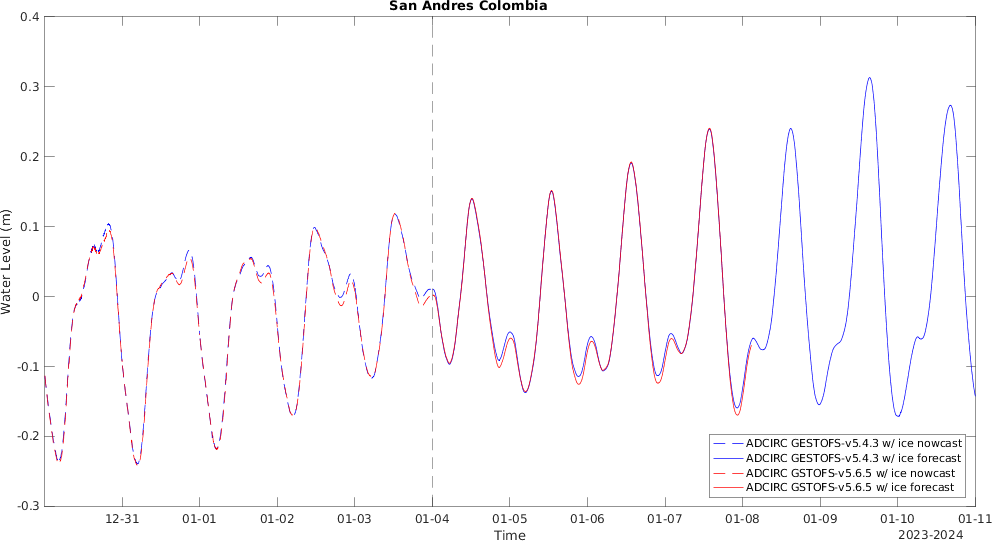 San Andres Colombia
0.4
0.3
0.2
0.1
0
-0.1
-0.2
-0.3
Water Level (m)
12-31 01-01 01-02 01-03 01-04 01-05 01-06 01-07 01-08 01-09 01-10 01-11
Time
2023-2024
ADCIRC GESTOFS-v5.4.3 w/ ice nowcast
ADCIRC GESTOFS-v5.4.3 w/ ice forecast
ADCIRC GSTOFS-v5.6.5 w/ ice nowcast
ADCIRC GSTOFS-v5.6.5 w/ ice forecast